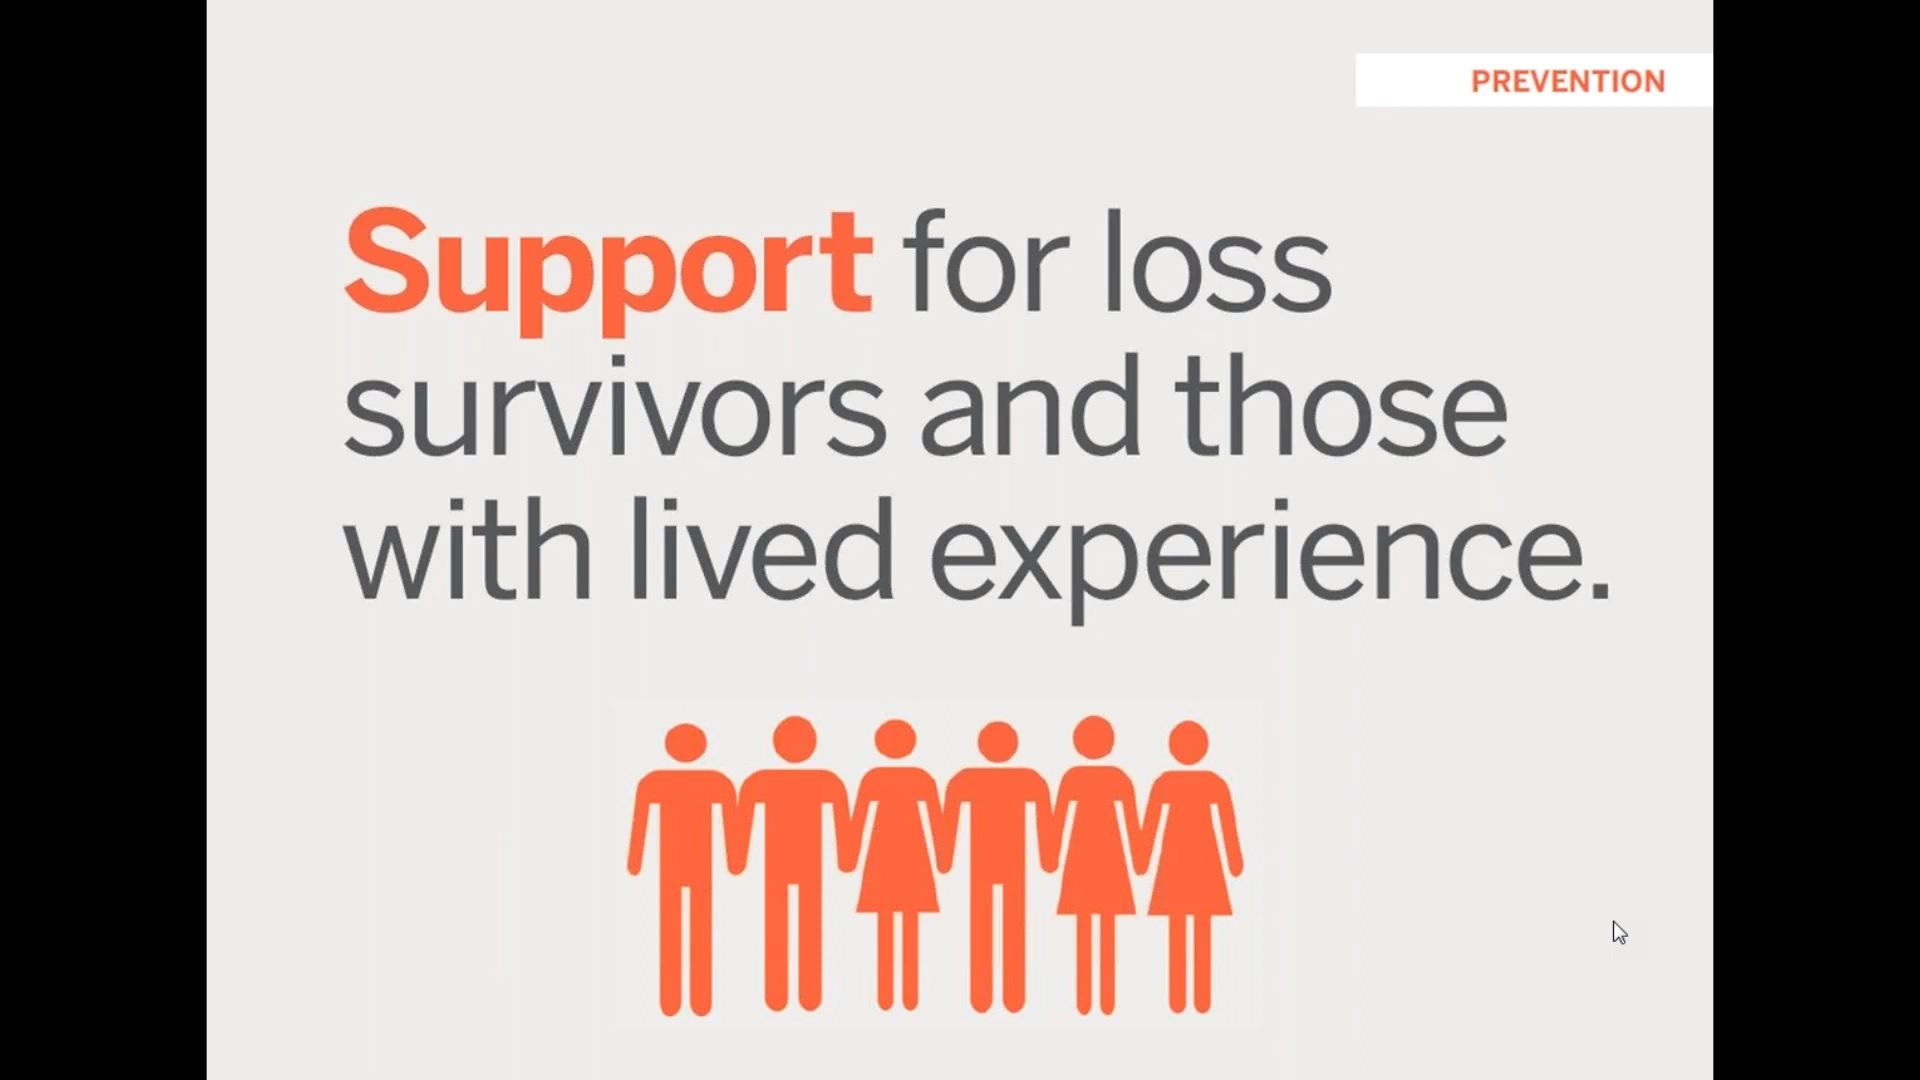 PREVENTION
Support for loss
survivors and those
with lived experience.